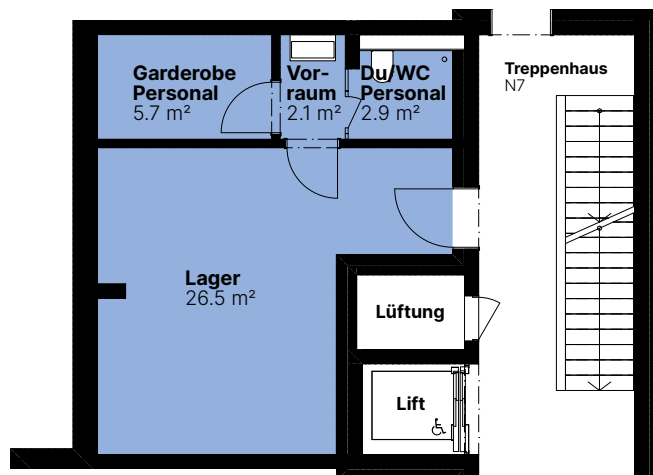 Garderobe
Personal
5.7 m²
Vor-
raum
2.1 m²
Du/WC
Personal
2.9 m²
Treppenhaus
N7
Lager
26.5 m²
Lüftung
Lift